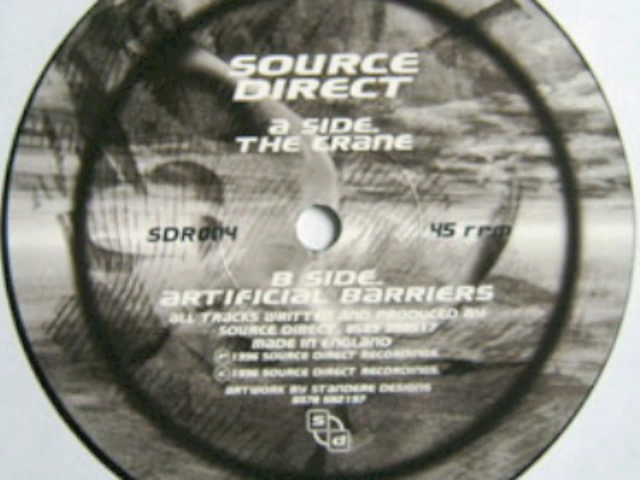 SOURCE
DIRECT
A SIDE.
THE CRANE
SDR004
45 rpm
B SIDE.
ARTIFICIAL BARRIERS
ALL TRACKS WRITTEN AND PRODUCED BY
SOURCE DIRECT.
MADE IN ENGLAND
℗ 1996 SOURCE DIRECT RECORDINGS.
© 1996 SOURCE DIRECT RECORDINGS.
ARTWORK BY DESIGNS
S
d